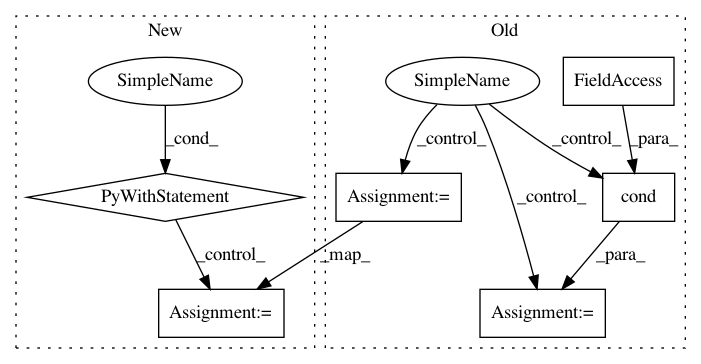 New
Old
SimpleName
SimpleName
FieldAccess
_cond_
_control_
_control_
_para_
PyWithStatement
Assignment:=
cond
_control_
_control_
_map_
_para_
Assignment:=
Assignment:=